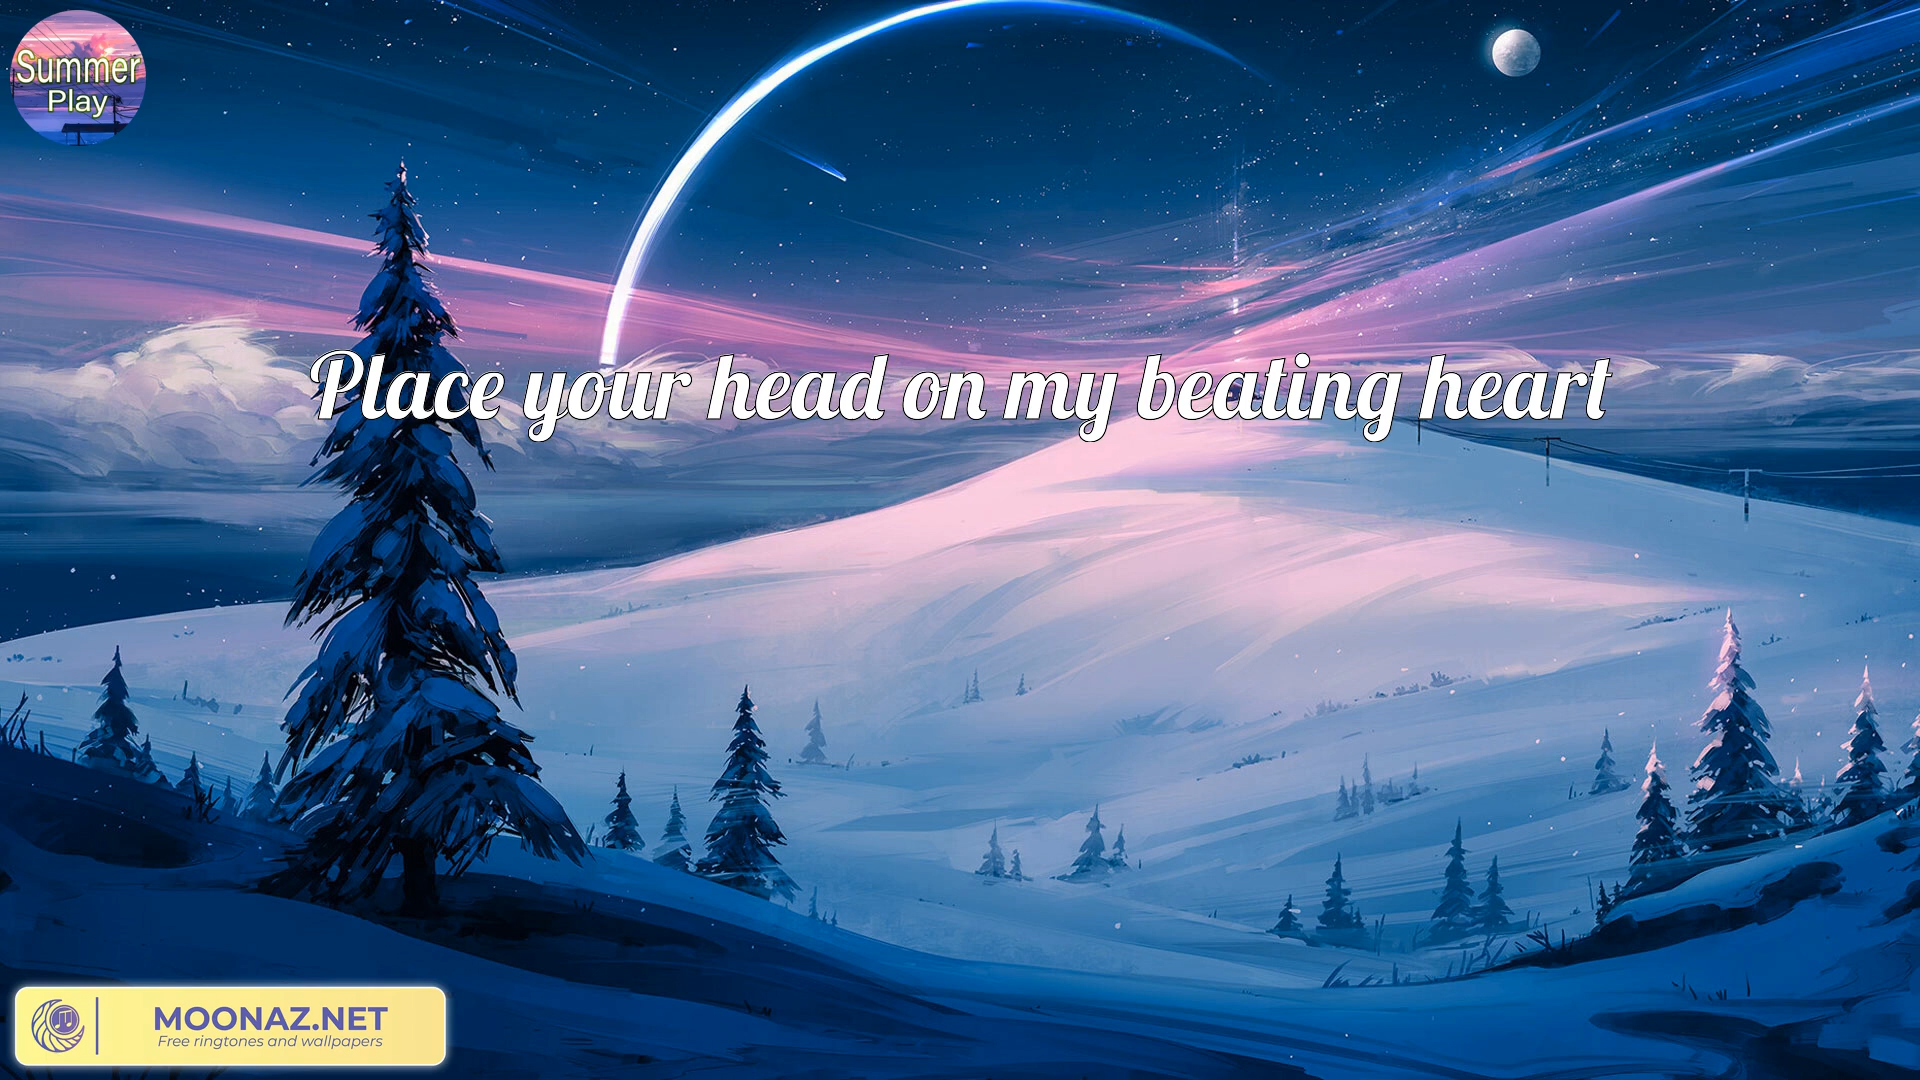 Summer
Play
Place your head on my beating heart
MOONAZ.NET
Free ringtones and wallpapers